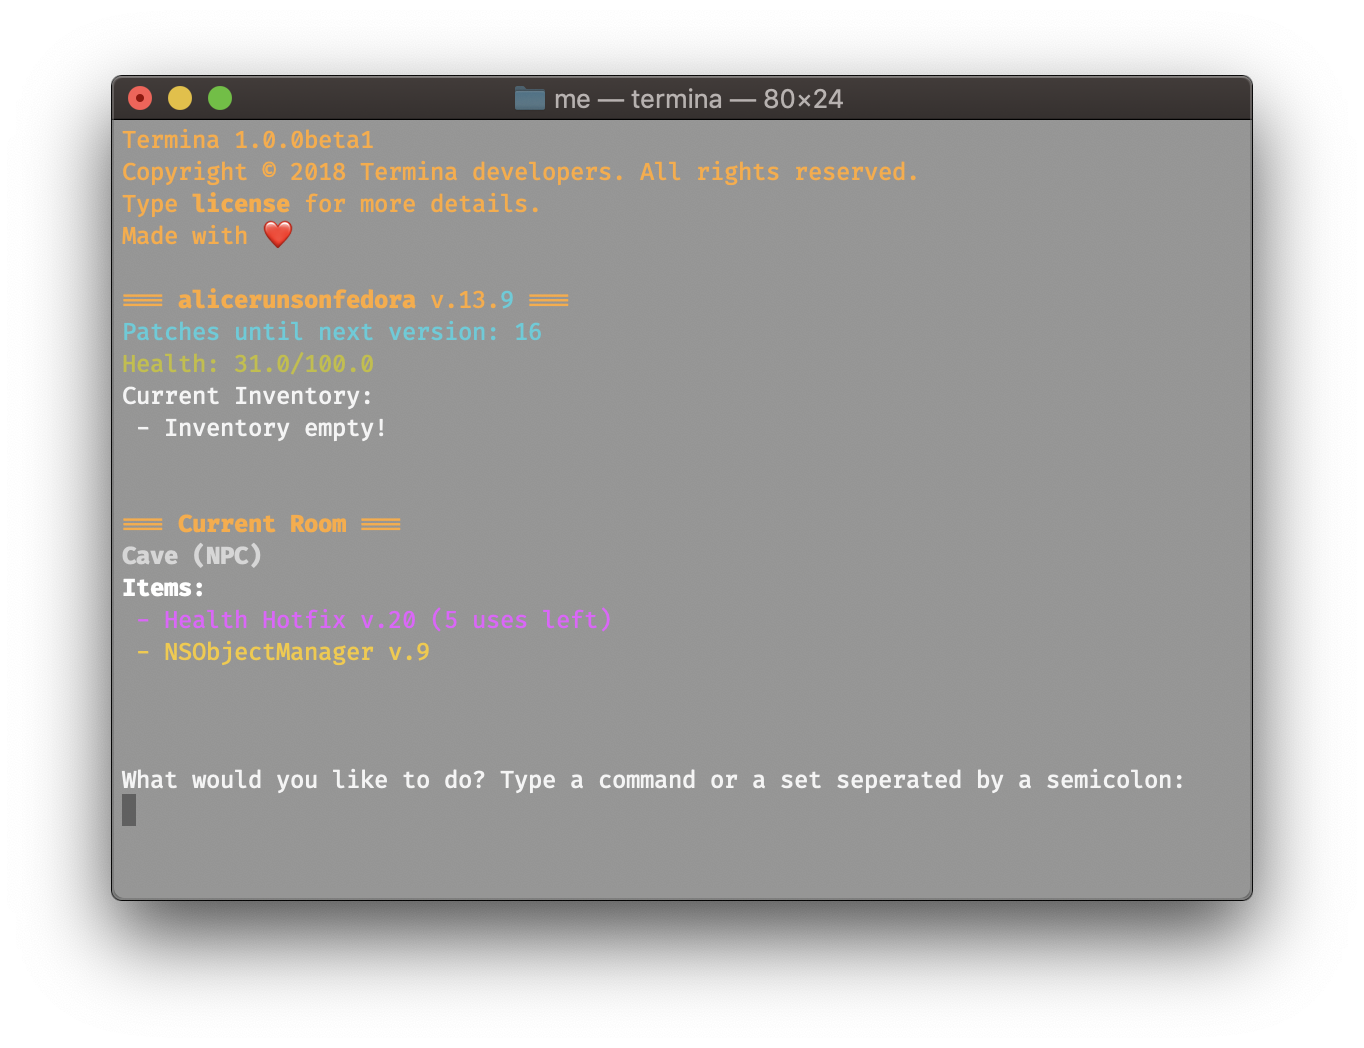 me — termina — 80×24
Termina 1.0.0beta1
Copyright © 2018 Termina developers. All rights reserved.
Type license for more details.
Made with ❤️
=== alicerunsonfedora v.13.9 ===
Patches until next version: 16
Health: 31.0/100.0
Current Inventory:
- Inventory empty!
=== Current Room ===
Cave (NPC)
Items:
- Health Hotfix v.20 (5 uses left)
- NSObjectManager v.9
What would you like to do? Type a command or a set seperated by a semicolon: